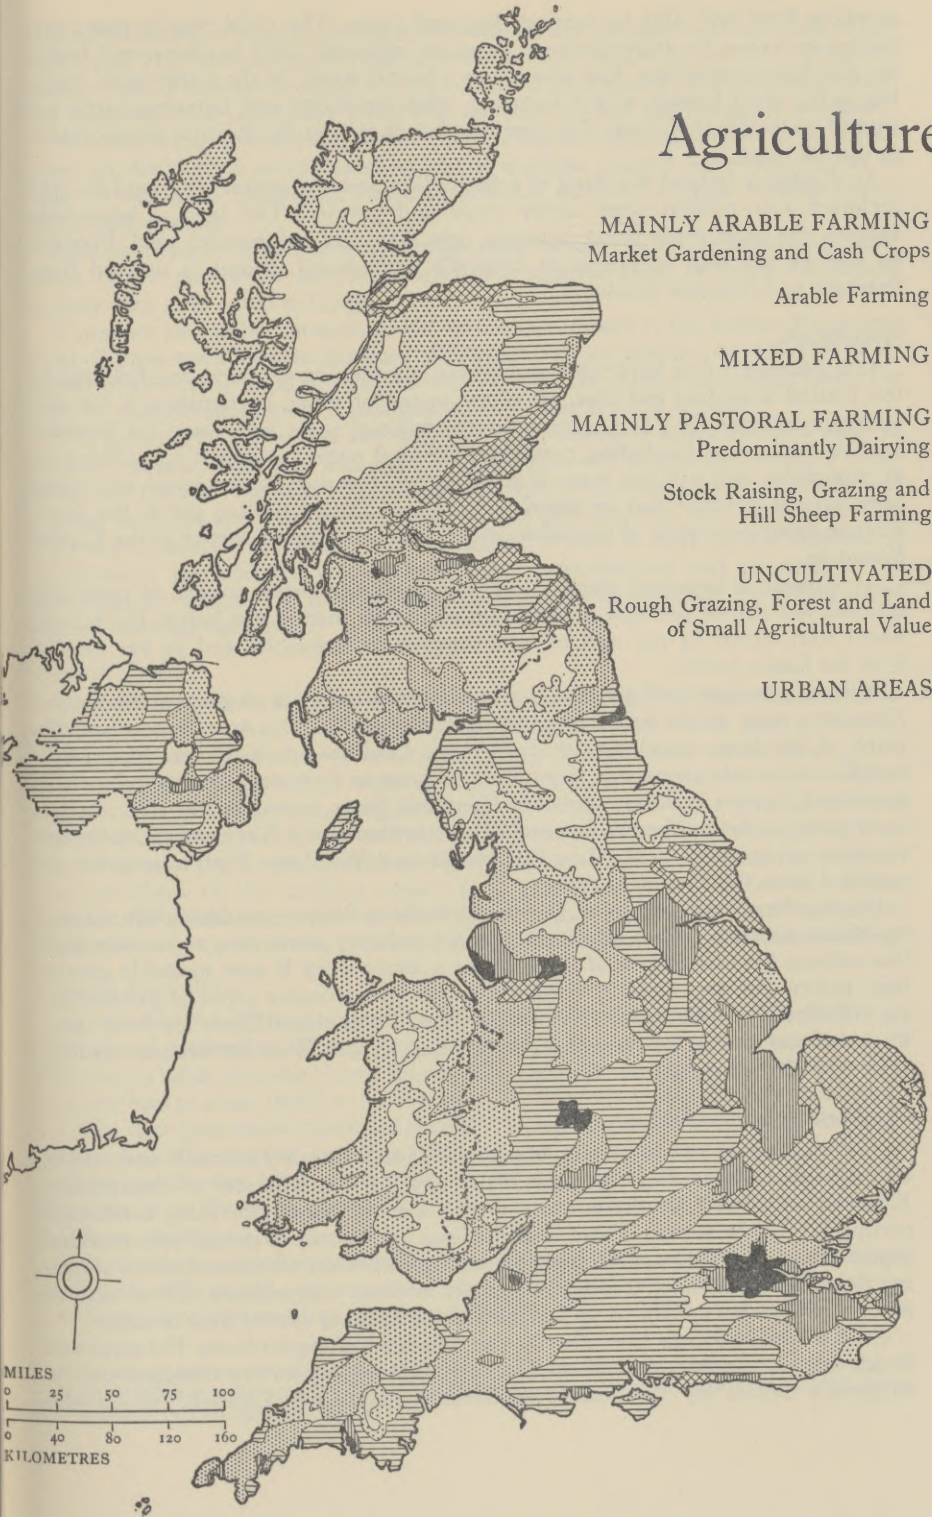 Agriculture
MAINLY ARABLE FARMING
Market Gardening and Cash Crops
Arable Farming
MIXED FARMING
MAINLY PASTORAL FARMING
Predominantly Dairying
Stock Raising, Grazing and
Hill Sheep Farming
UNCULTIVATED
Rough Grazing, Forest and Land
of Small Agricultural Value
URBAN AREAS
MILES
0 25 50 75 100
0 40 80 120 160
KILOMETRES